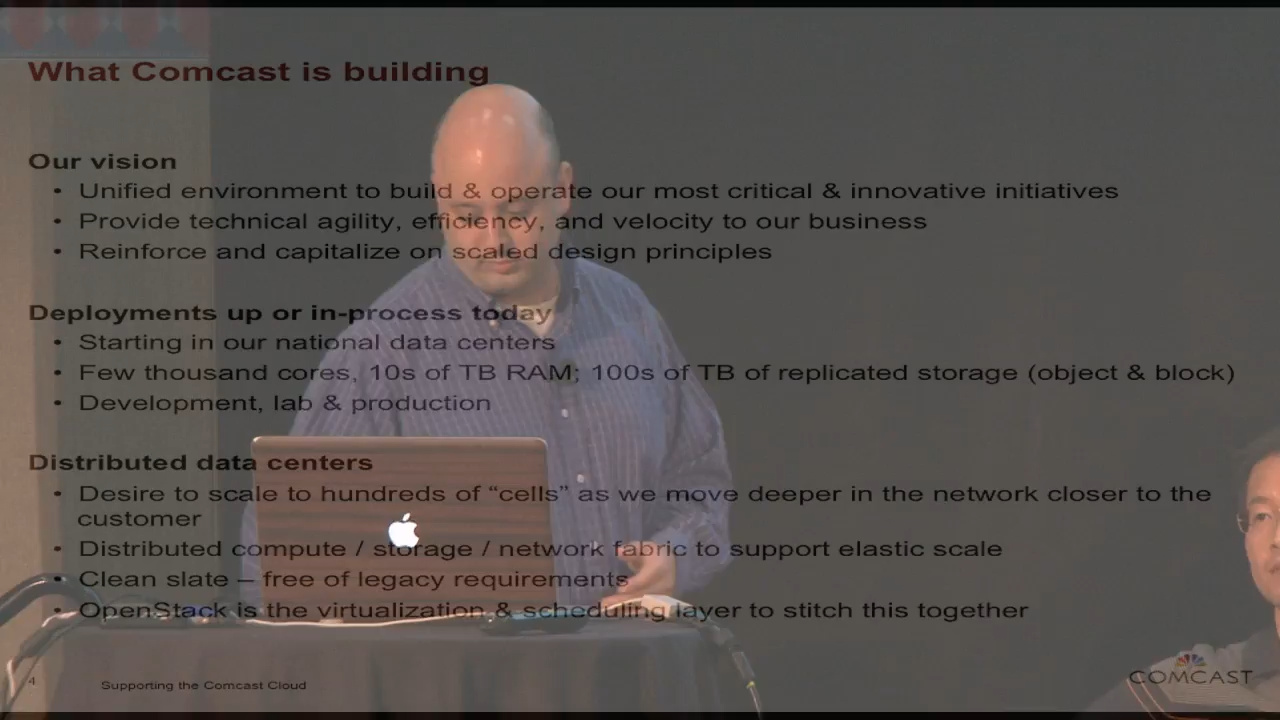 What Comcast is building
Our vision
• Unified environment to build & operate our most critical & innovative initiatives
• Provide technical agility, efficiency, and velocity to our business
• Reinforce and capitalize on scaled design principles
Deployments up or in-process today
• Starting in our national data centers
• Few thousand cores, 10s of TB RAM; 100s of TB of replicated storage (object & block)
• Development, lab & production
Distributed data centers
• Desire to scale to hundreds of “cells” as we move deeper in the network closer to the
customer
• Distributed compute / storage / network fabric to support elastic scale
• Clean slate – free of legacy requirements
• OpenStack is the virtualization & scheduling layer to stitch this together
4
Supporting the Comcast Cloud
COMCAST